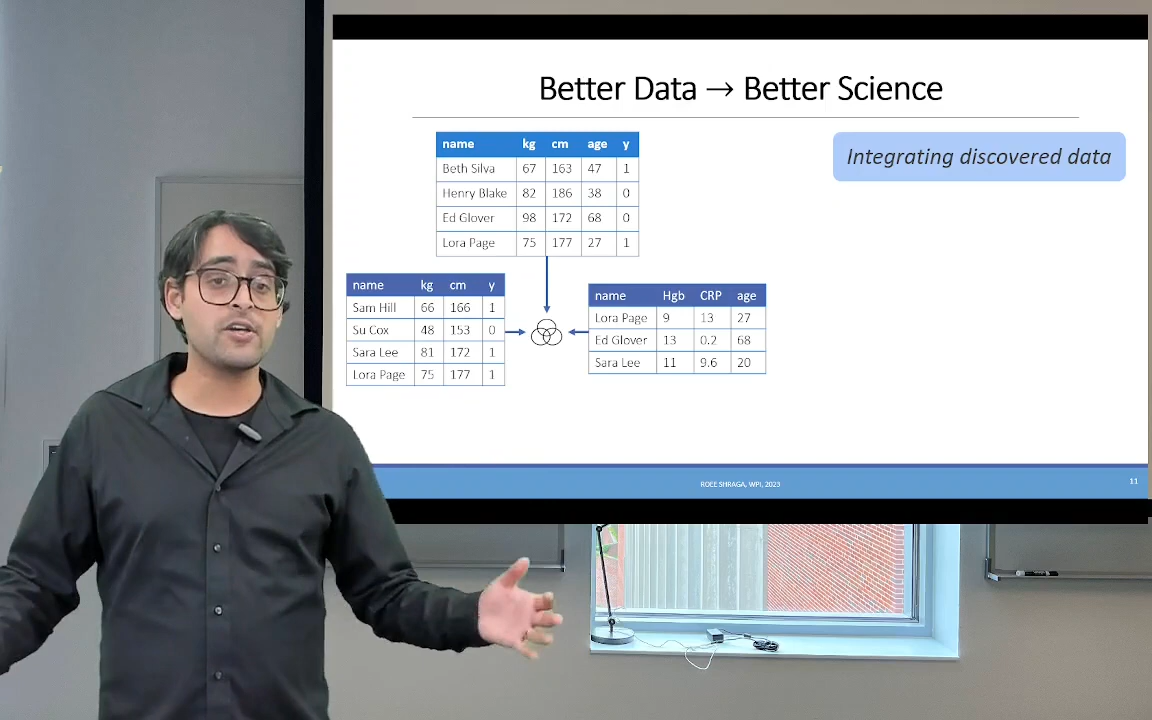 Better Data → Better Science
Integrating discovered data
name kg cm age y
Beth Silva 67 163 47 1
Henry Blake 82 186 38 0
Ed Glover 98 172 68 0
Lora Page 75 177 27 1
name kg cm y
Sam Hill 66 166 1
Su Cox 48 153 0
Sara Lee 81 172 1
Lora Page 75 177 1
name Hgb CRP age
Lora Page 9 13 27
Ed Glover 13 0.2 68
Sara Lee 11 9.6 20
ROEE SHRAGA, WPI, 2023
11